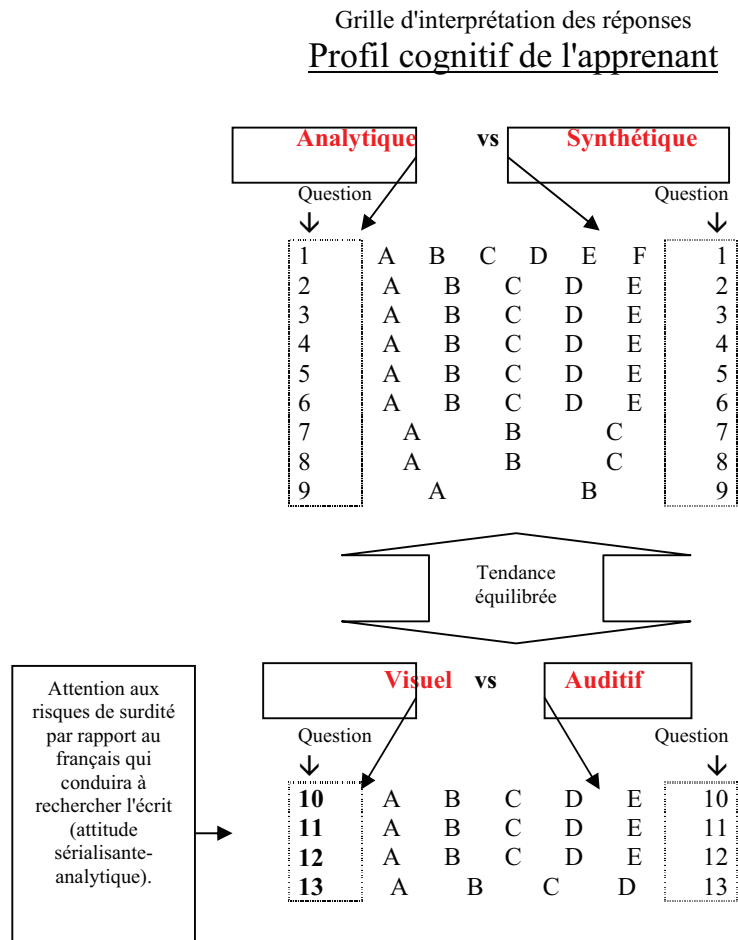 Grille d'interprétation des réponses
Profil cognitif de l'apprenant
Analytique vs Synthétique
Question Question
↓ ↓
1 A B C D E F 1
2 A B C D E 2
3 A B C D E 3
4 A B C D E 4
5 A B C D E 5
6 A B C D E 6
7 A B C 7
8 A B C 8
9 A B 9
Tendance
équilibrée
Attention aux
risques de surdité
par rapport au
français qui
conduira à
rechercher l'écrit
(attitude
sérialisante-
analytique).
Visuel vs Auditif
Question Question
↓ ↓
10 A B C D E 10
11 A B C D E 11
12 A B C D E 12
13 A B C D 13